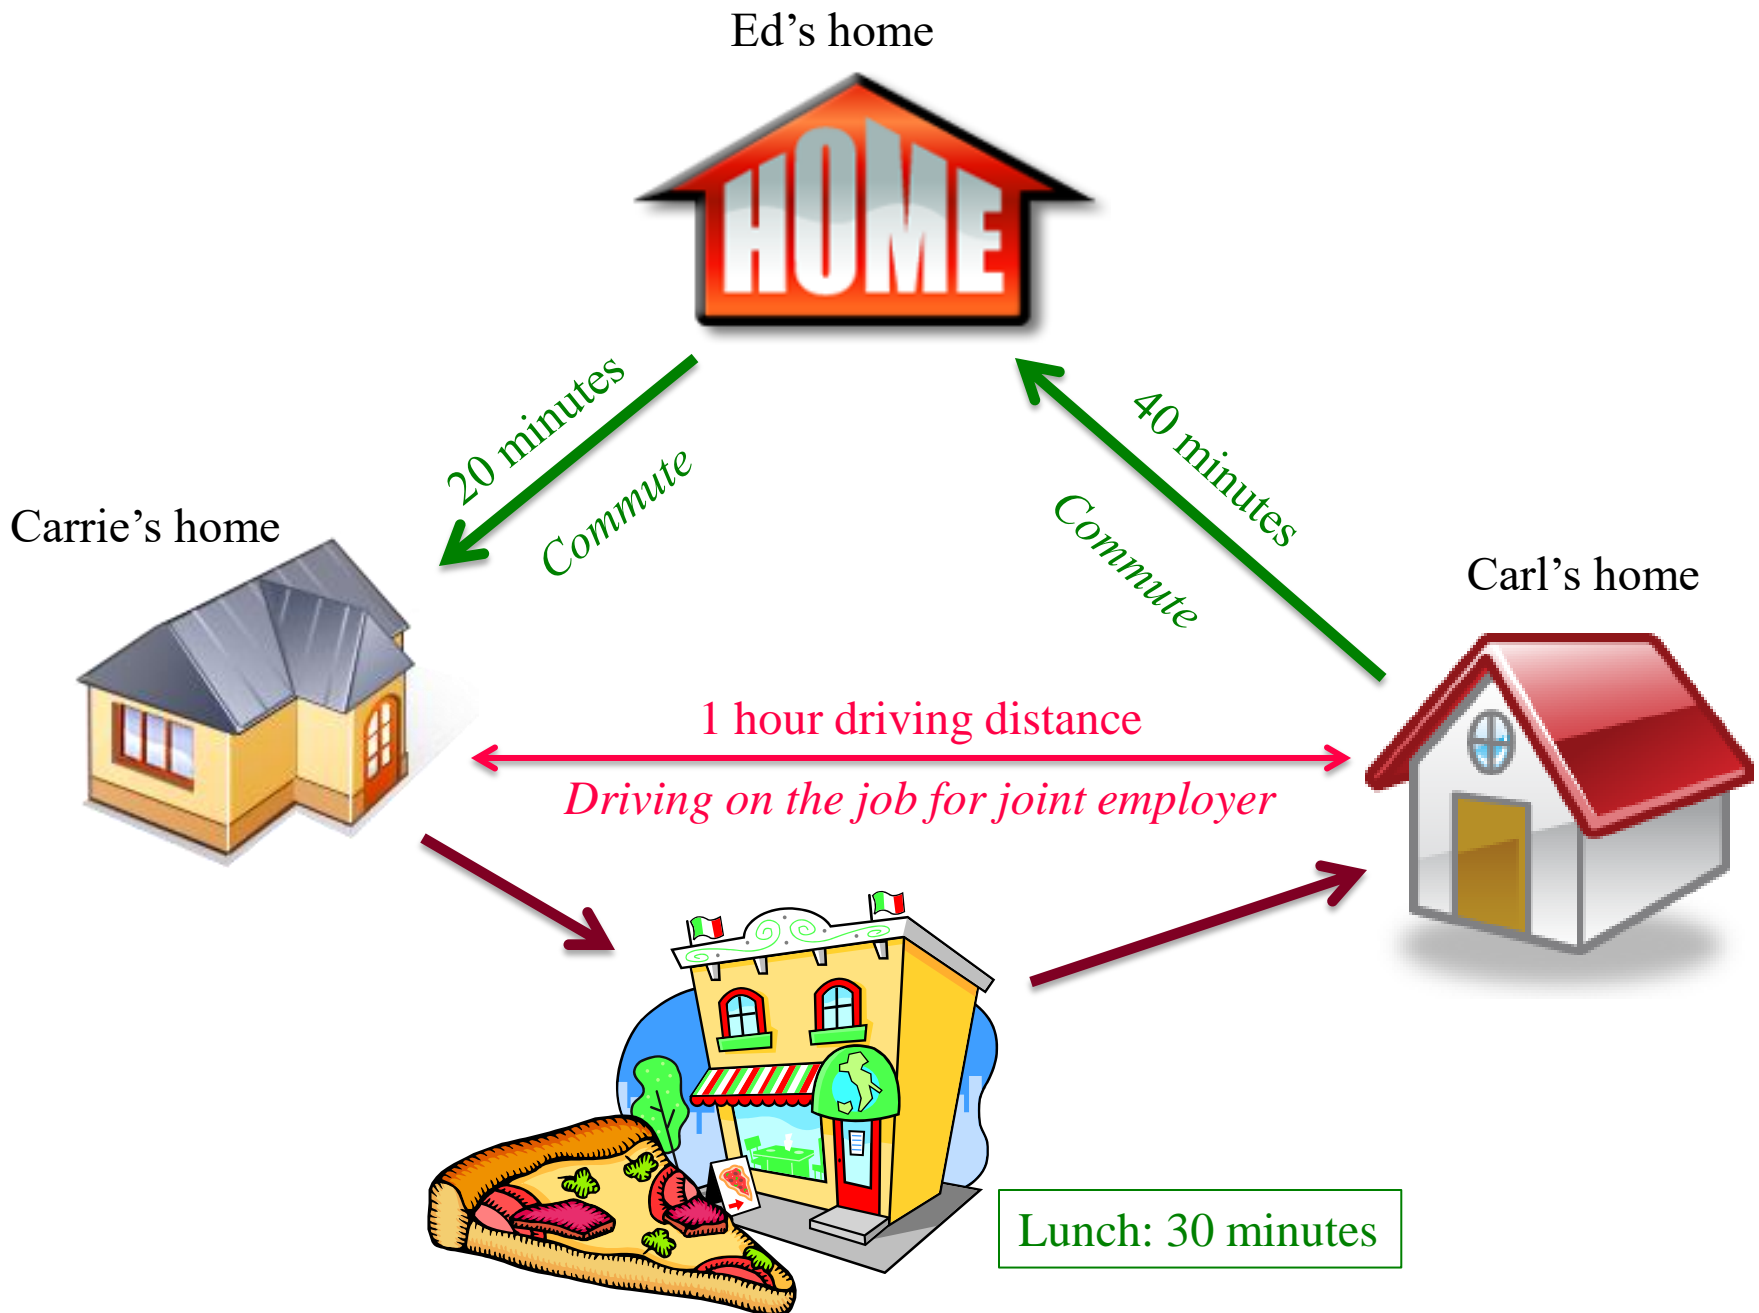 Ed’s home
HOME
20 minutes
Commute
40 minutes
Commute
Carrie’s home
Carl’s home
1 hour driving distance
Driving on the job for joint employer
Lunch: 30 minutes